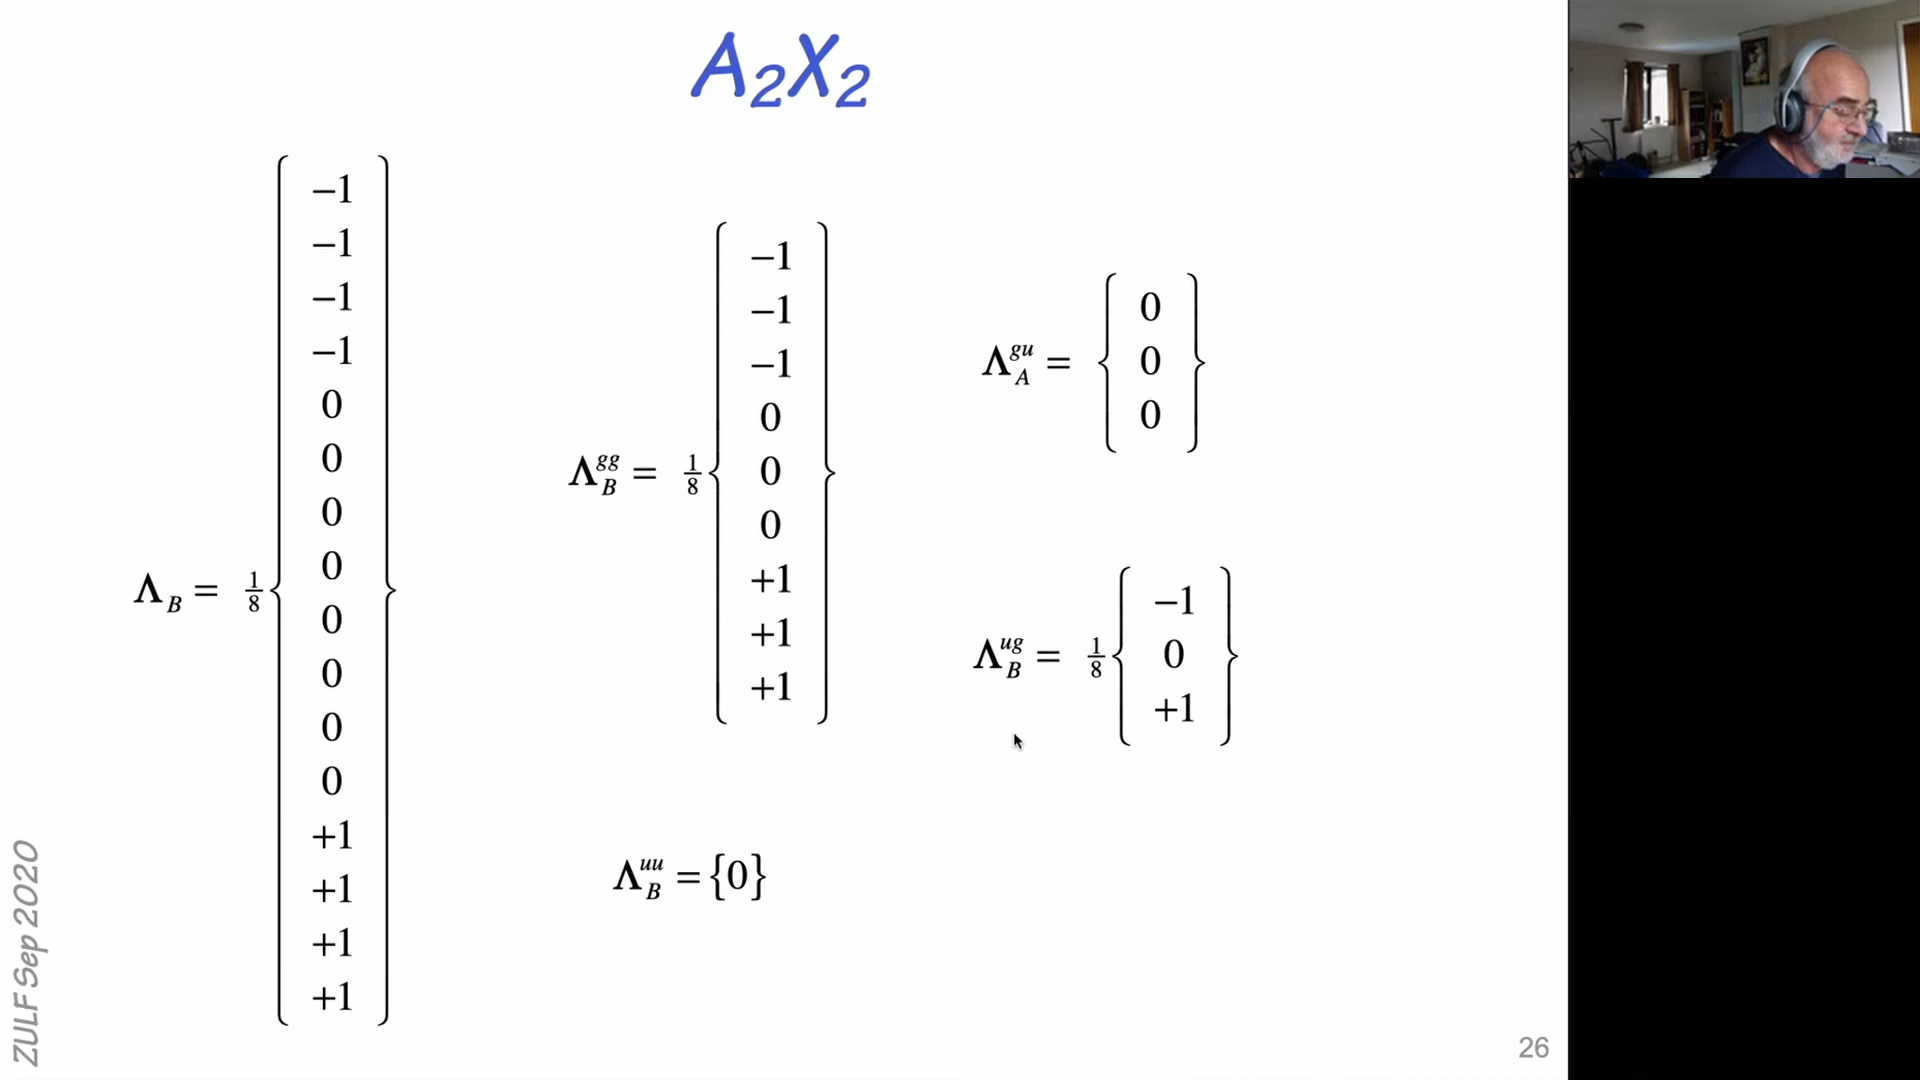 A₂X₂
Λ_B = 1/8 { −1 −1 −1 −1 0 0 0 0 0 0 0 0 +1 +1 +1 +1 }
Λ_B^gg = 1/8 { −1 −1 −1 0 0 0 +1 +1 +1 }
Λ_A^gu = { 0 0 0 }
Λ_B^ug = 1/8 { −1 0 +1 }
Λ_B^uu = {0}
ZULF Sep 2020
26